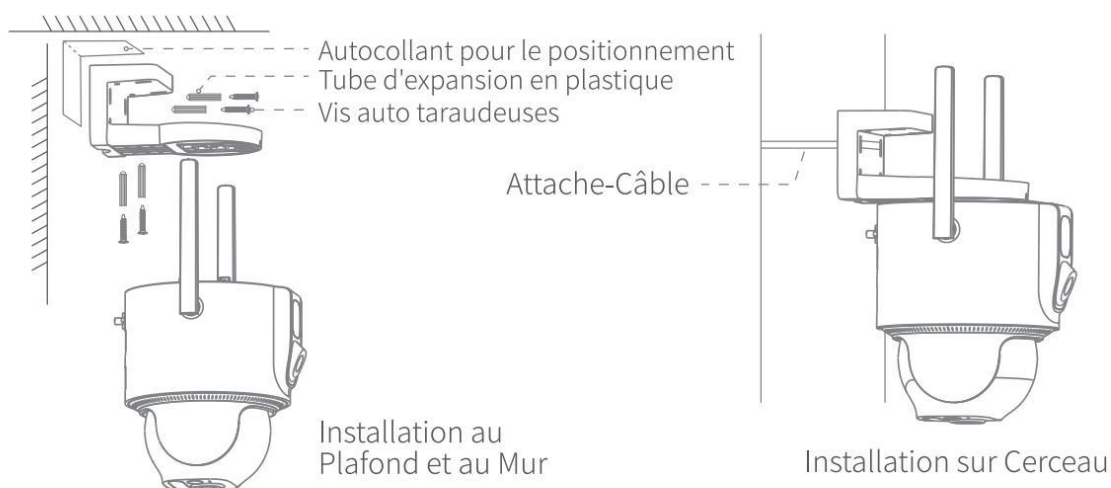 Autocollant pour le positionnement
Tube d'expansion en plastique
Vis auto taraudeuses
Attache-Câble
Installation au
Plafond et au Mur
Installation sur Cerceau